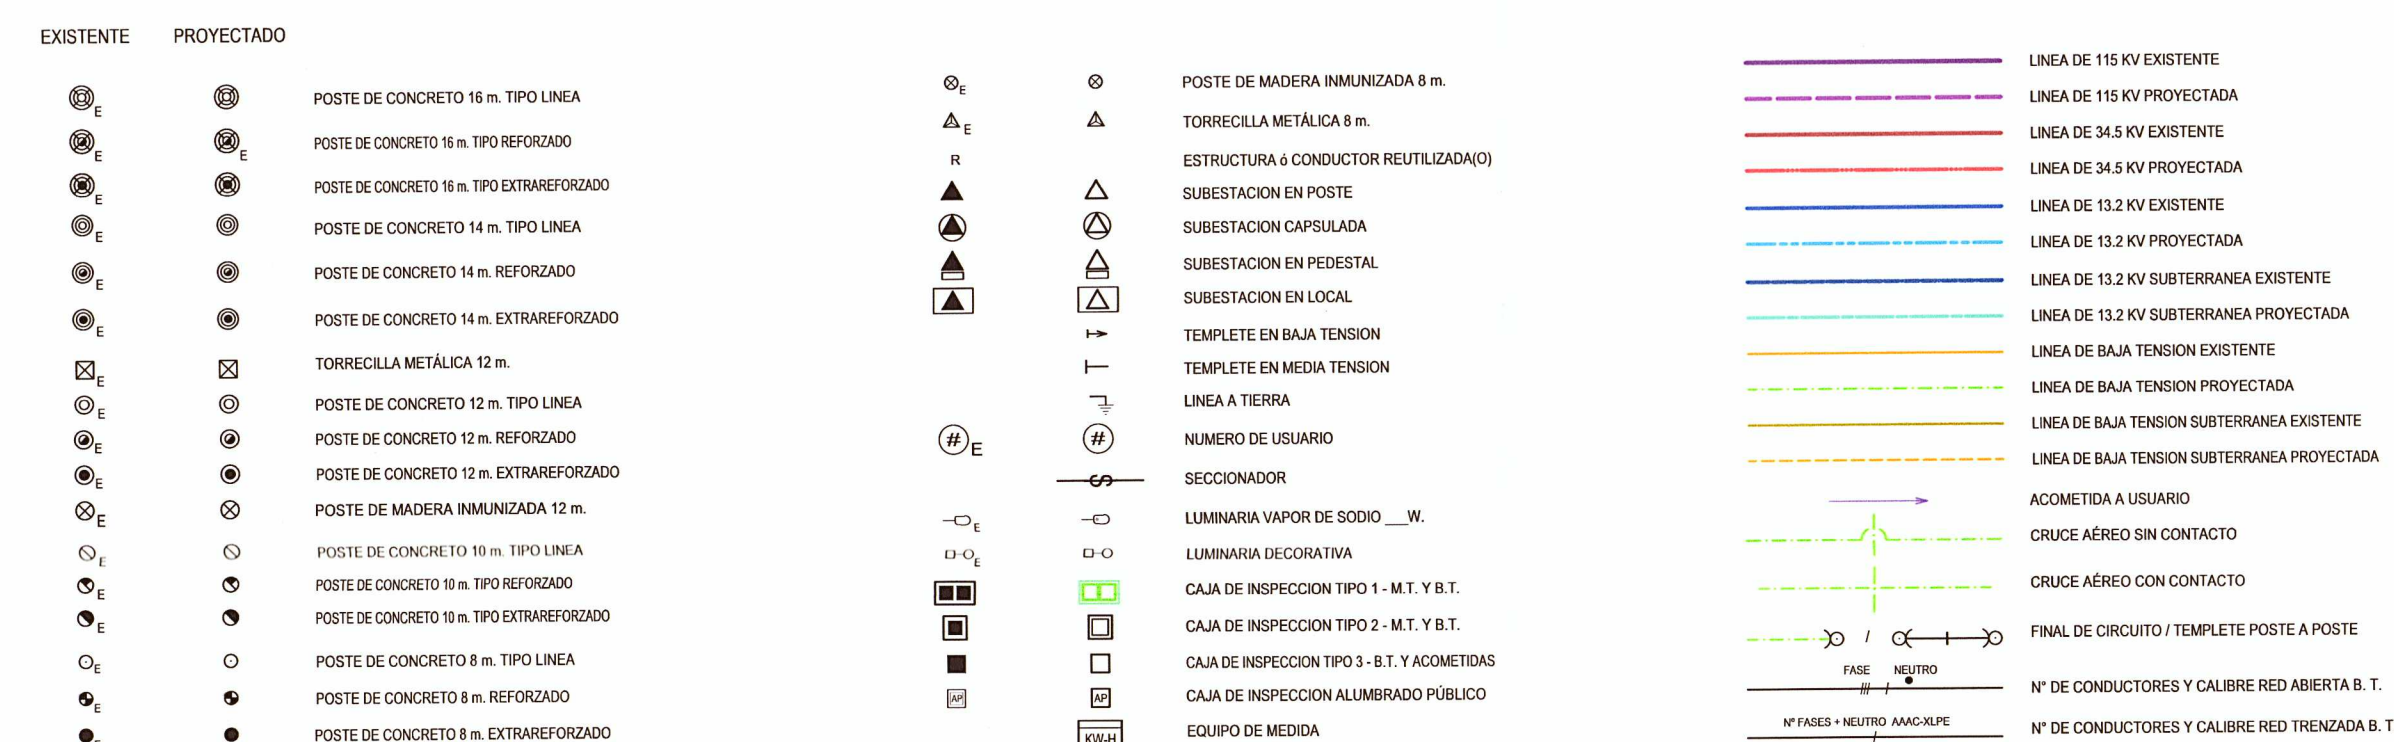 EXISTENTE PROYECTADO
E POSTE DE CONCRETO 16 m. TIPO LINEA
E E POSTE DE CONCRETO 16 m. TIPO REFORZADO
E POSTE DE CONCRETO 16 m. TIPO EXTRAREFORZADO
E POSTE DE CONCRETO 14 m. TIPO LINEA
E POSTE DE CONCRETO 14 m. REFORZADO
E POSTE DE CONCRETO 14 m. EXTRAREFORZADO
E TORRECILLA METÁLICA 12 m.
E POSTE DE CONCRETO 12 m. TIPO LINEA
E POSTE DE CONCRETO 12 m. REFORZADO
E POSTE DE CONCRETO 12 m. EXTRAREFORZADO
E POSTE DE MADERA INMUNIZADA 12 m.
E POSTE DE CONCRETO 10 m. TIPO LINEA
E POSTE DE CONCRETO 10 m. TIPO REFORZADO
E POSTE DE CONCRETO 10 m. TIPO EXTRAREFORZADO
E POSTE DE CONCRETO 8 m. TIPO LINEA
E POSTE DE CONCRETO 8 m. REFORZADO
E POSTE DE CONCRETO 8 m. EXTRAREFORZADO
E POSTE DE MADERA INMUNIZADA 8 m.
E TORRECILLA METÁLICA 8 m.
R ESTRUCTURA ó CONDUCTOR REUTILIZADA(O)
SUBESTACION EN POSTE
SUBESTACION CAPSULADA
SUBESTACION EN PEDESTAL
SUBESTACION EN LOCAL
TEMPLETE EN BAJA TENSION
TEMPLETE EN MEDIA TENSION
LINEA A TIERRA
# E # NUMERO DE USUARIO
SECCIONADOR
E LUMINARIA VAPOR DE SODIO ___W.
E LUMINARIA DECORATIVA
CAJA DE INSPECCION TIPO 1 - M.T. Y B.T.
CAJA DE INSPECCION TIPO 2 - M.T. Y B.T.
CAJA DE INSPECCION TIPO 3 - B.T. Y ACOMETIDAS
AP AP CAJA DE INSPECCION ALUMBRADO PÚBLICO
KW-H EQUIPO DE MEDIDA
LINEA DE 115 KV EXISTENTE
LINEA DE 115 KV PROYECTADA
LINEA DE 34.5 KV EXISTENTE
LINEA DE 34.5 KV PROYECTADA
LINEA DE 13.2 KV EXISTENTE
LINEA DE 13.2 KV PROYECTADA
LINEA DE 13.2 KV SUBTERRANEA EXISTENTE
LINEA DE 13.2 KV SUBTERRANEA PROYECTADA
LINEA DE BAJA TENSION EXISTENTE
LINEA DE BAJA TENSION PROYECTADA
LINEA DE BAJA TENSION SUBTERRANEA EXISTENTE
LINEA DE BAJA TENSION SUBTERRANEA PROYECTADA
ACOMETIDA A USUARIO
CRUCE AÉREO SIN CONTACTO
CRUCE AÉREO CON CONTACTO
/ FINAL DE CIRCUITO / TEMPLETE POSTE A POSTE
FASE NEUTRO
N° DE CONDUCTORES Y CALIBRE RED ABIERTA B. T.
N° FASES + NEUTRO AAAC-XLPE
N° DE CONDUCTORES Y CALIBRE RED TRENZADA B. T